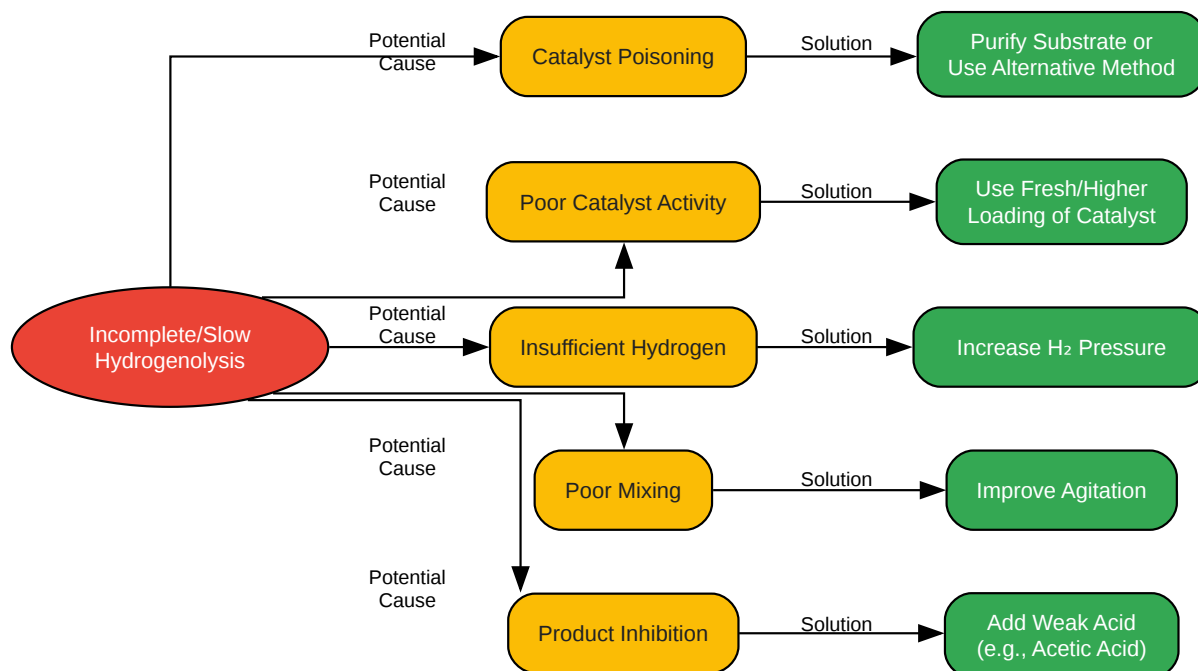 Potential
Cause
Catalyst Poisoning
Solution
Purify Substrate or
Use Alternative Method
Potential
Cause
Poor Catalyst Activity
Solution
Use Fresh/Higher
Loading of Catalyst
Incomplete/Slow
Hydrogenolysis
Potential
Cause
Insufficient Hydrogen
Solution
Increase H₂ Pressure
Potential
Cause
Poor Mixing
Solution
Improve Agitation
Potential
Cause
Product Inhibition
Solution
Add Weak Acid
(e.g., Acetic Acid)